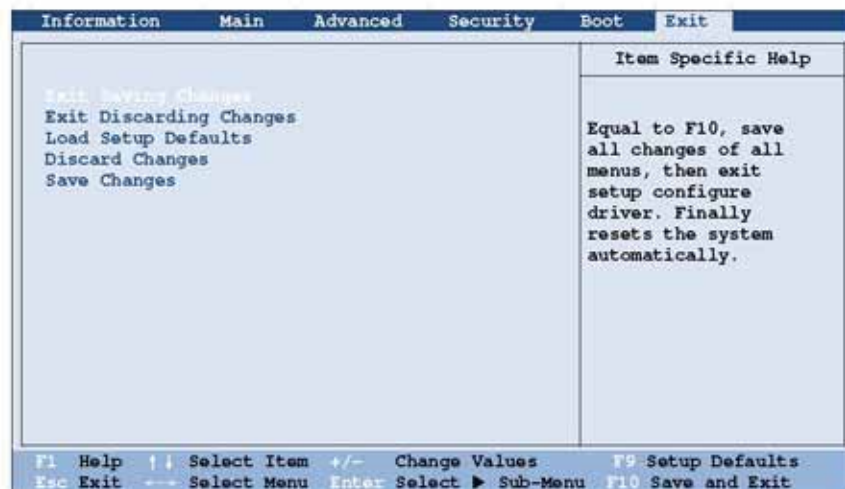 Information Main Advanced Security Boot Exit
Item Specific Help
Exit Saving Changes
Exit Discarding Changes
Load Setup Defaults
Discard Changes
Save Changes
Equal to F10, save
all changes of all
menus, then exit
setup configure
driver. Finally
resets the system
automatically.
F1 Help ↑↓ Select Item +/- Change Values F9 Setup Defaults
Esc Exit ←→ Select Menu Enter Select ▶ Sub-Menu F10 Save and Exit